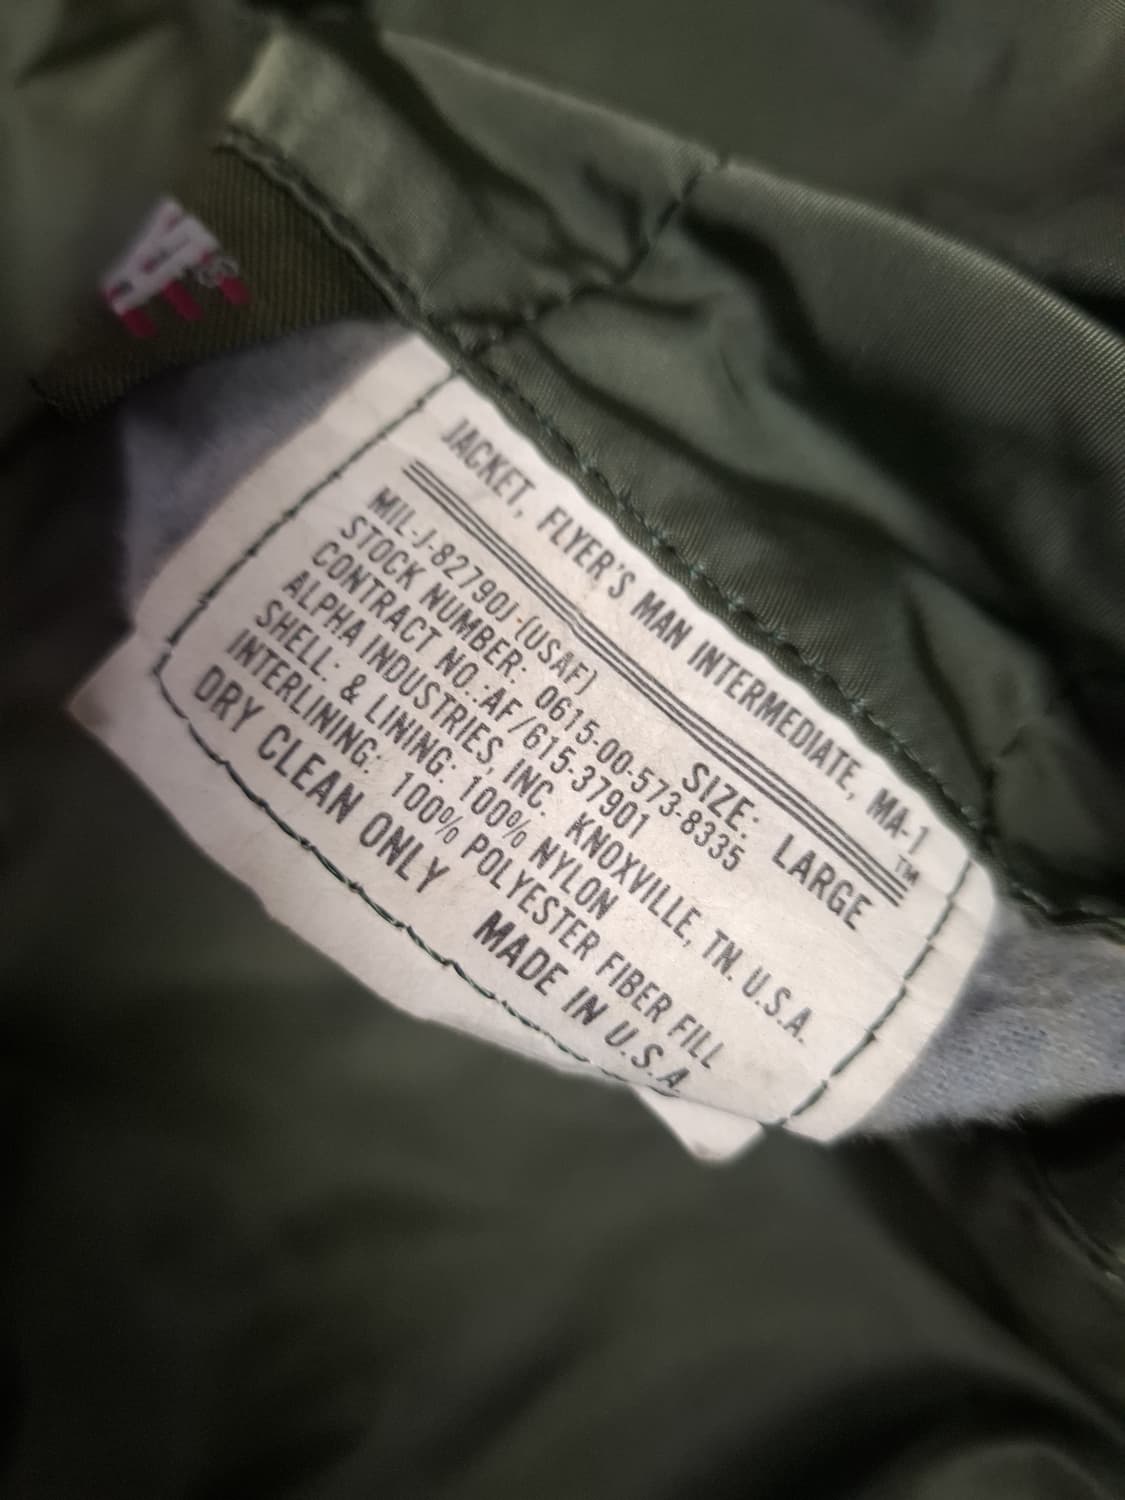 JACKET, FLYER'S MAN INTERMEDIATE, MA-1
TM
MIL-J-8279OJ-(USAF) SIZE: LARGE
STOCK NUMBER: 0615-00-573-8335
CONTRACT NO.:AF/615-37901
ALPHA INDUSTRIES, INC. KNOXVILLE, TN. U.S.A.
SHELL: & LINING: 100% NYLON
INTERLINING: 100% POLYESTER FIBER FILL
DRY CLEAN ONLY MADE IN U.S.A.